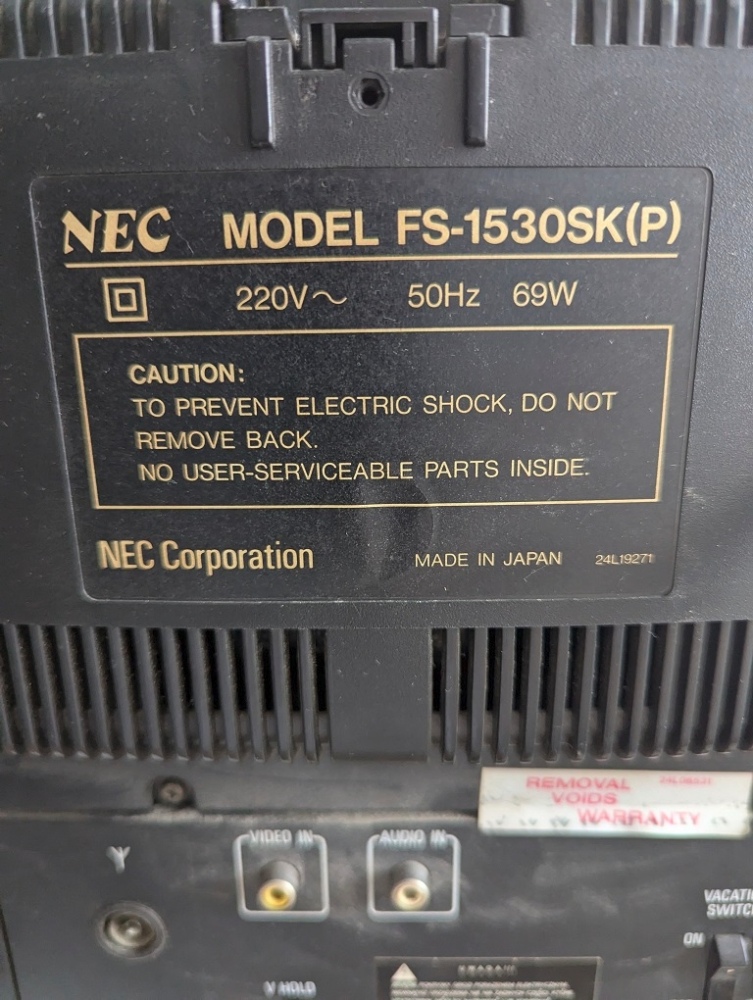 NEC MODEL FS-1530SK(P)
220V～ 50Hz 69W
CAUTION:
TO PREVENT ELECTRIC SHOCK, DO NOT
REMOVE BACK.
NO USER-SERVICEABLE PARTS INSIDE.
NEC Corporation MADE IN JAPAN 24L19271
REMOVAL
VOIDS
WARRANTY
VIDEO IN AUDIO IN
SWITCH
ON
V HOLD